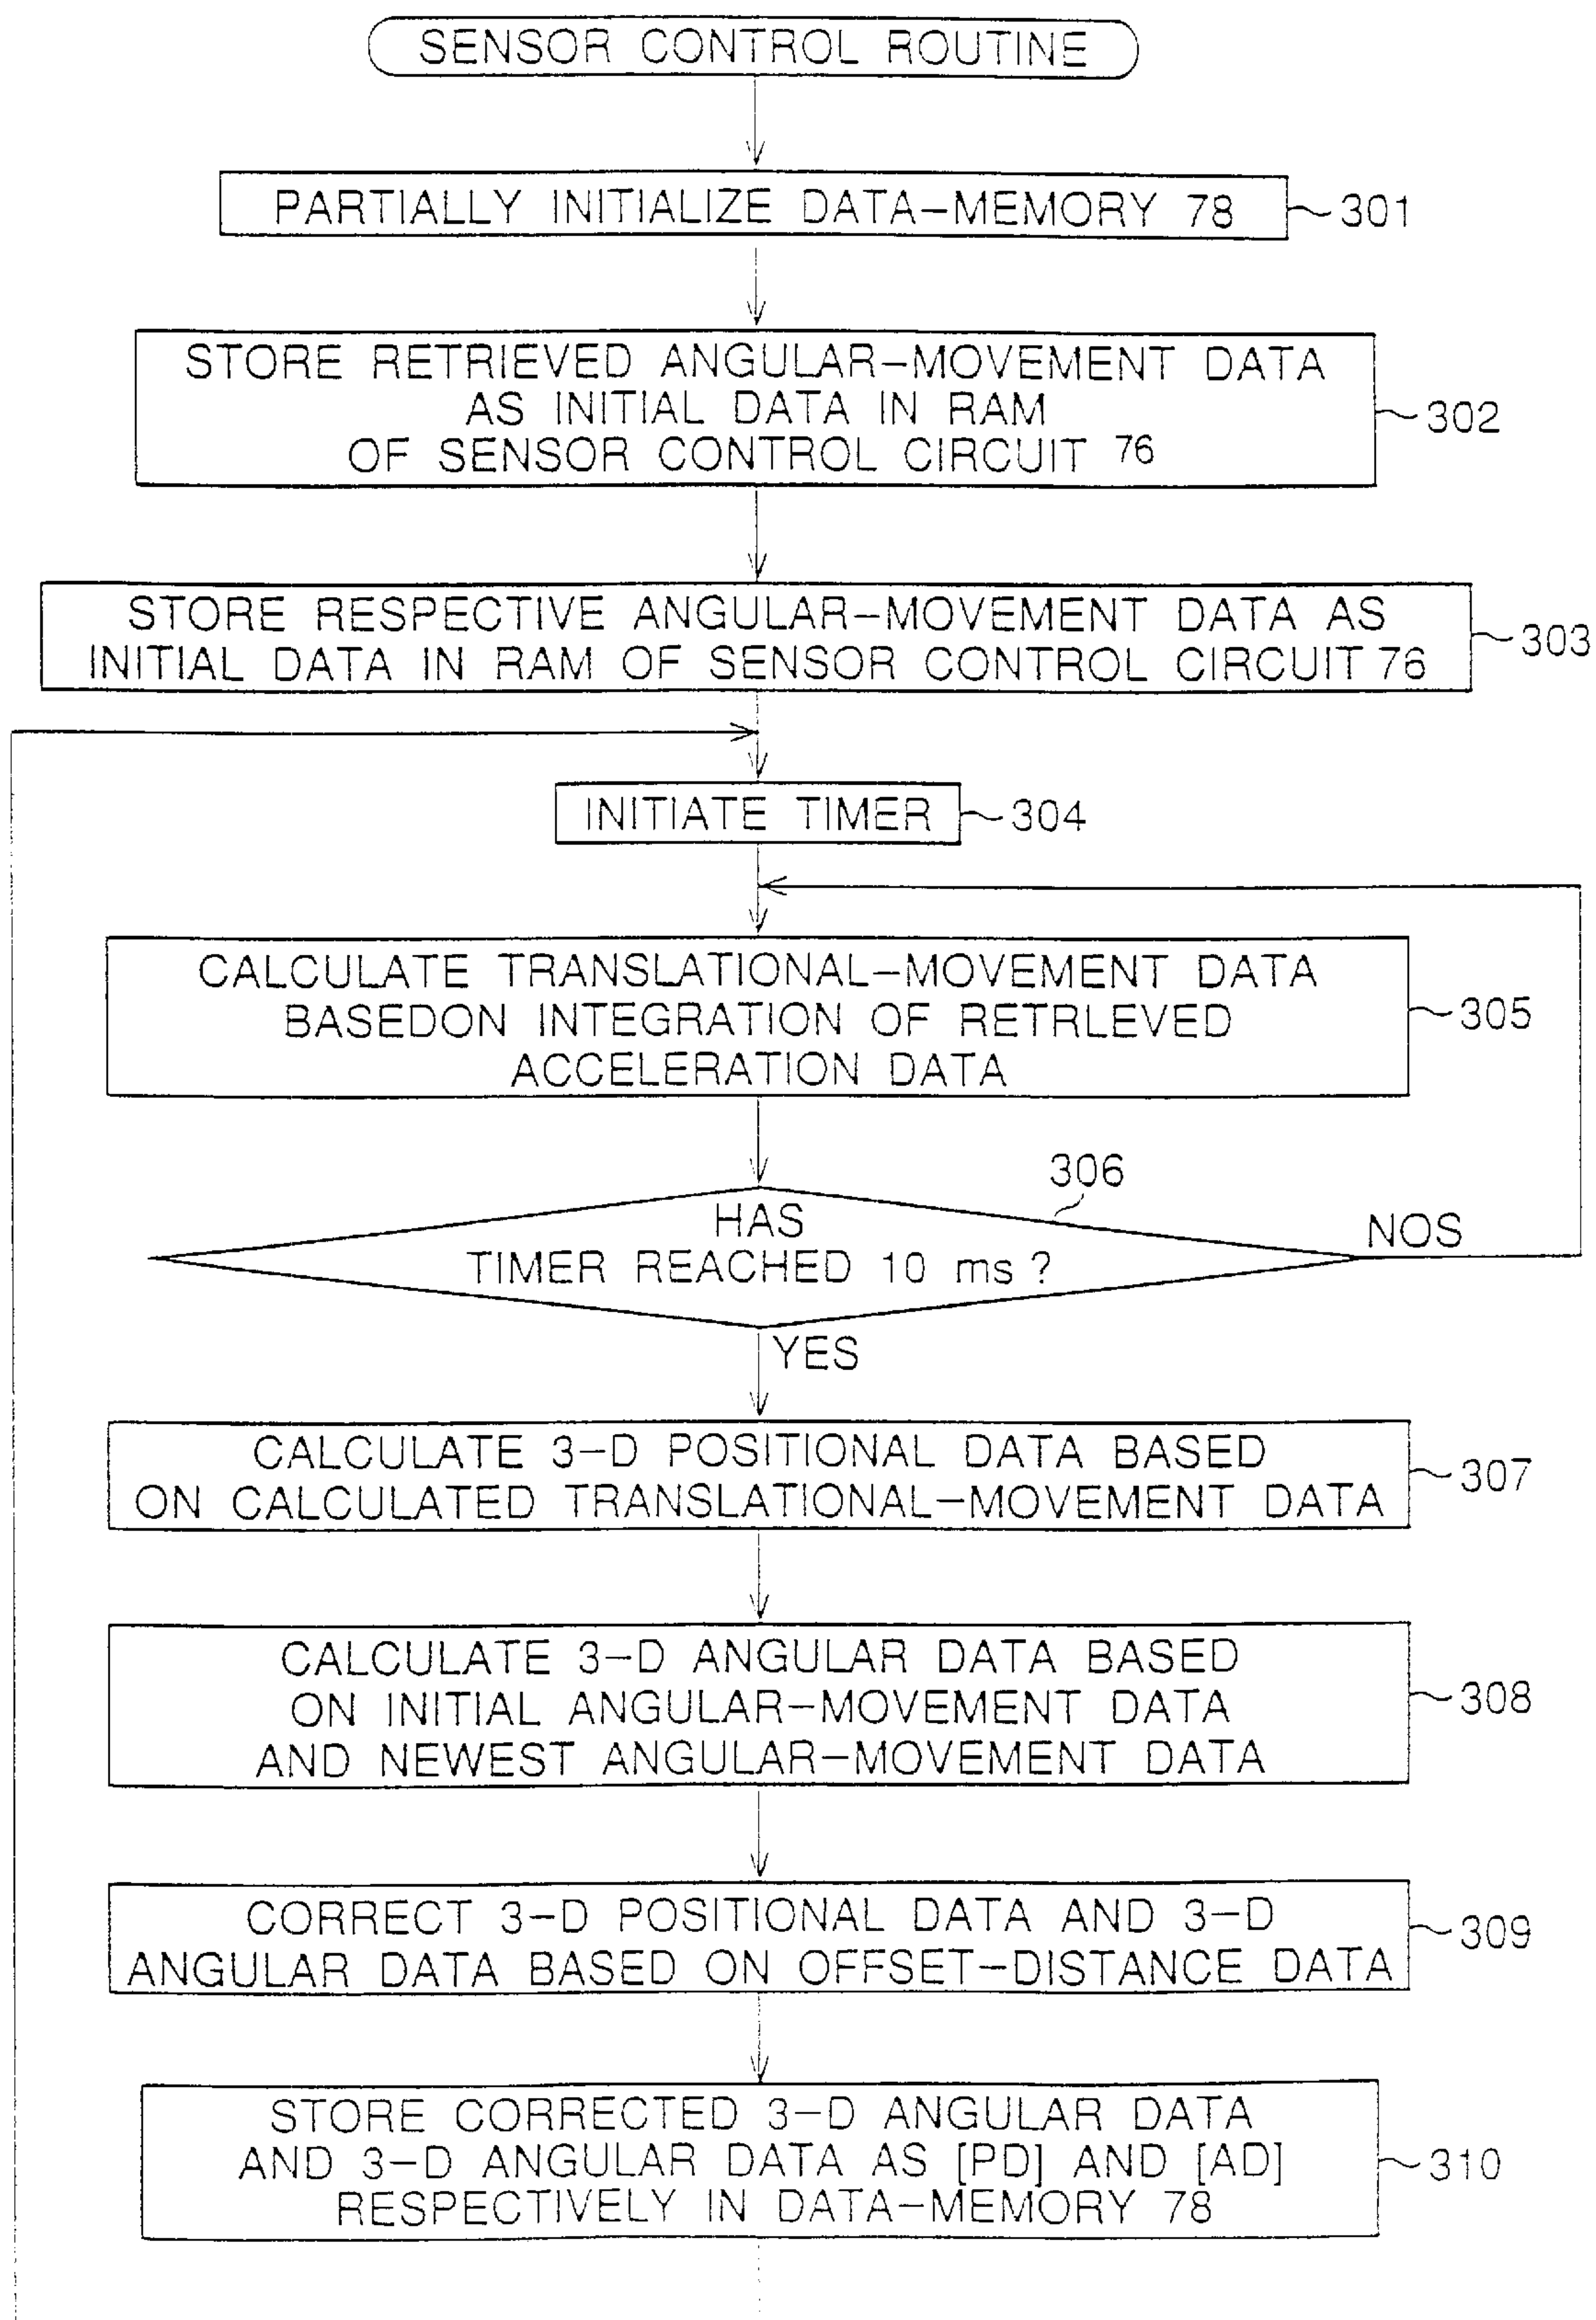 SENSOR CONTROL ROUTINE
PARTIALLY INITIALIZE DATA-MEMORY 78
301
STORE RETRIEVED ANGULAR-MOVEMENT DATA
AS INITIAL DATA IN RAM
OF SENSOR CONTROL CIRCUIT 76
302
STORE RESPECTIVE ANGULAR-MOVEMENT DATA AS
INITIAL DATA IN RAM OF SENSOR CONTROL CIRCUIT 76
303
INITIATE TIMER
304
CALCULATE TRANSLATIONAL-MOVEMENT DATA
BASEDON INTEGRATION OF RETRLEVED
ACCELERATION DATA
305
306
HAS
TIMER REACHED 10 ms ?
NOS
YES
CALCULATE 3-D POSITIONAL DATA BASED
ON CALCULATED TRANSLATIONAL-MOVEMENT DATA
307
CALCULATE 3-D ANGULAR DATA BASED
ON INITIAL ANGULAR-MOVEMENT DATA
AND NEWEST ANGULAR-MOVEMENT DATA
308
CORRECT 3-D POSITIONAL DATA AND 3-D
ANGULAR DATA BASED ON OFFSET-DISTANCE DATA
309
STORE CORRECTED 3-D ANGULAR DATA
AND 3-D ANGULAR DATA AS [PD] AND [AD]
RESPECTIVELY IN DATA-MEMORY 78
310